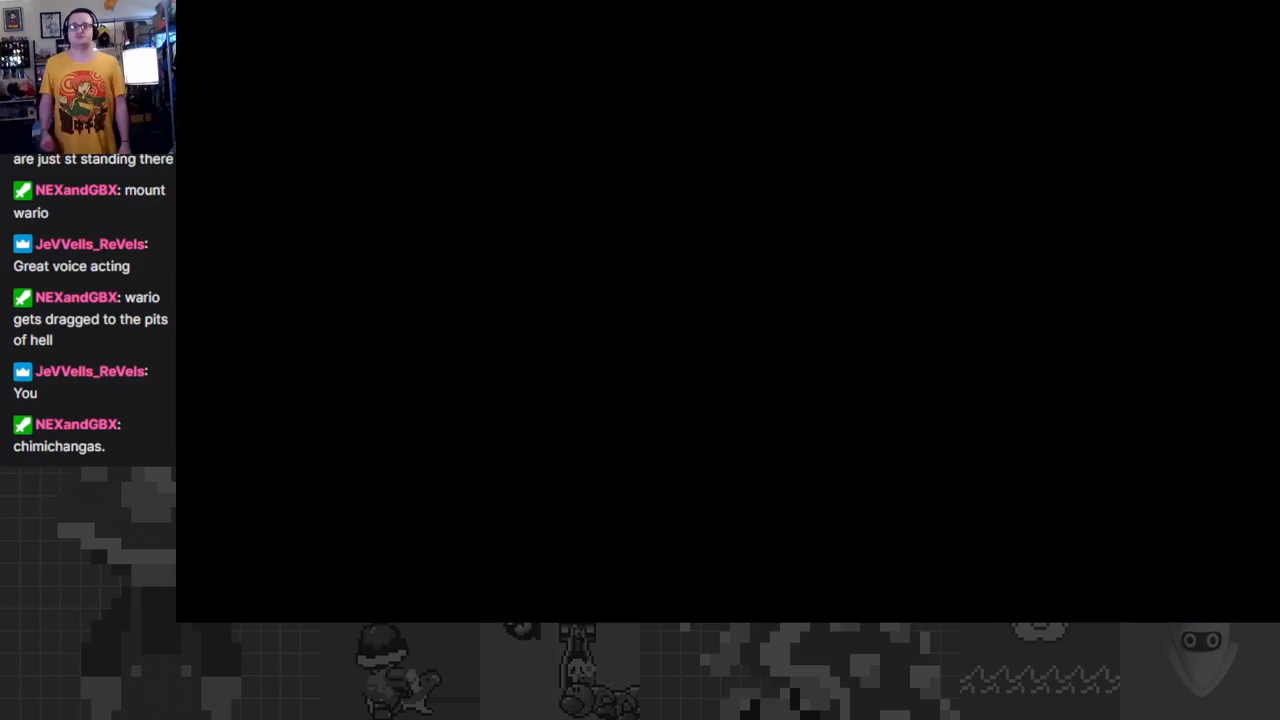 are just st standing there
NEXandGBX: mount
wario
JeVVells_ReVels:
Great voice acting
NEXandGBX: wario
gets dragged to the pits
of hell
JeVVells_ReVels:
You
NEXandGBX:
chimichangas.